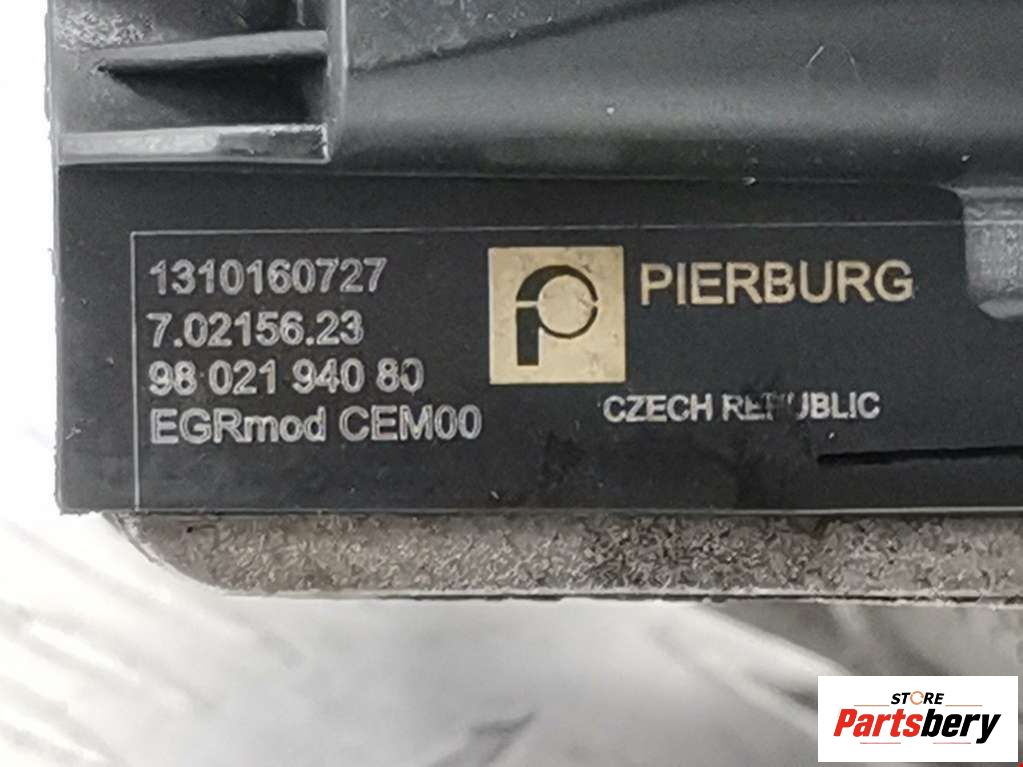 1310160727
7.02156.23
98 021 940 80
EGRmod CEM00
PIERBURG
CZECH REPUBLIC
STORE
Partsbery